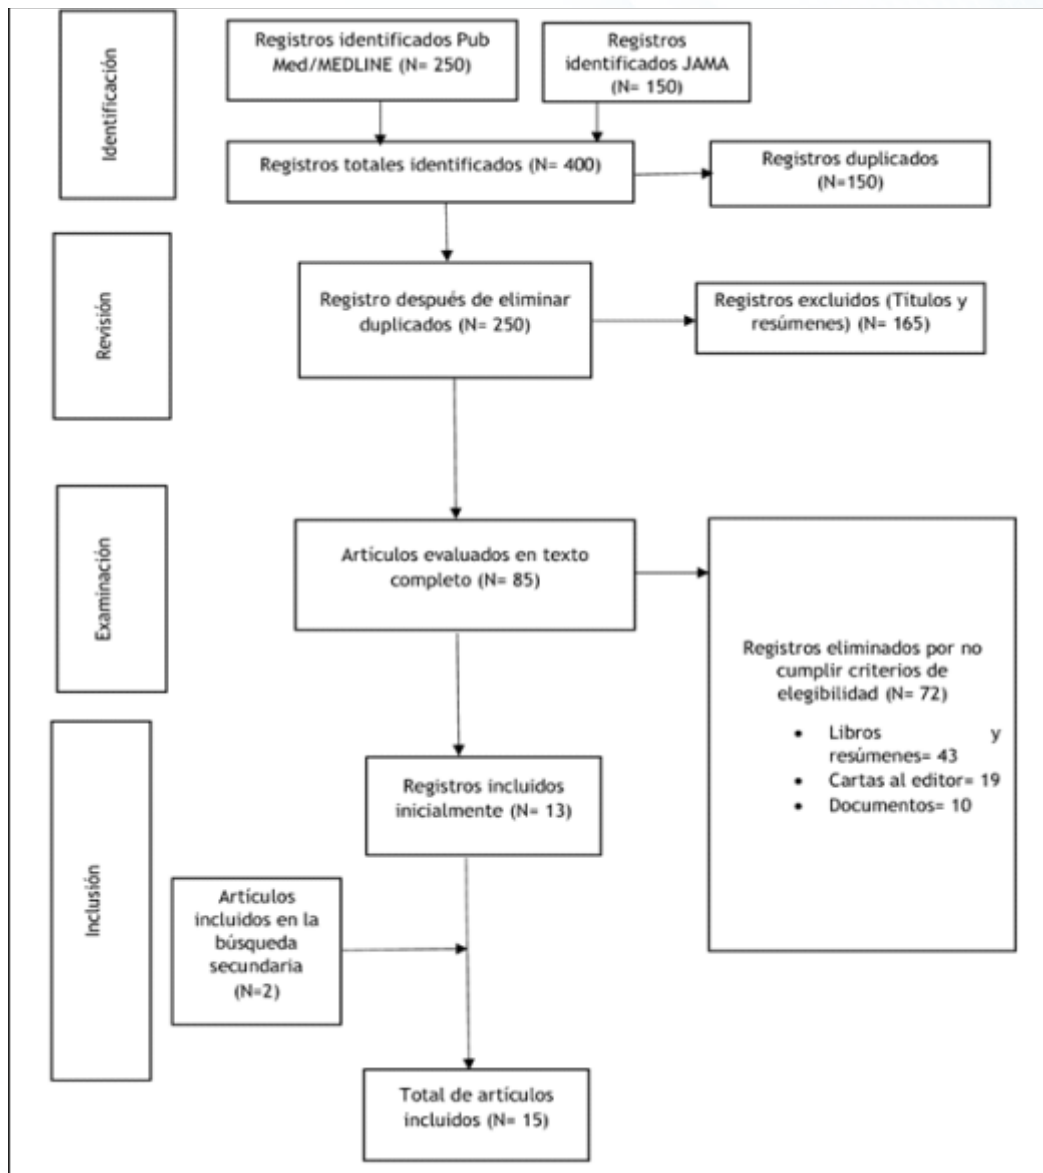 Identificación
Registros identificados Pub
Med/MEDLINE (N= 250)
Registros
identificados JAMA
(N= 150)
Registros totales identificados (N= 400)
Registros duplicados
(N=150)
Revisión
Registro después de eliminar
duplicados (N= 250)
Registros excluidos (Títulos y
resúmenes) (N= 165)
Examinación
Artículos evaluados en texto
completo (N= 85)
Registros eliminados por no
cumplir criterios de
elegibilidad (N= 72)
• Libros y
resúmenes= 43
• Cartas al editor= 19
• Documentos= 10
Inclusión
Registros incluidos
inicialmente (N= 13)
Artículos
incluidos en la
búsqueda
secundaria
(N=2)
Total de artículos
incluidos (N= 15)